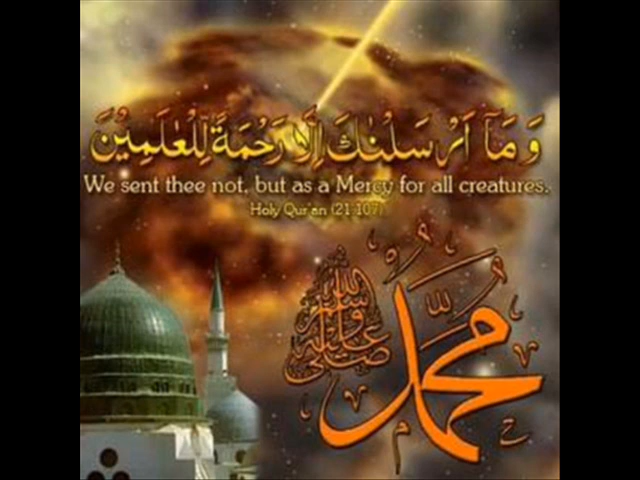 وَمَآ أَرْسَلْنٰكَ إِلَّا رَحْمَةً لِّلْعٰلَمِيْنَ
We sent thee not, but as a Mercy for all creatures.
Holy Qur'an (21:107)
صلى الله عليه وسلم
محمد